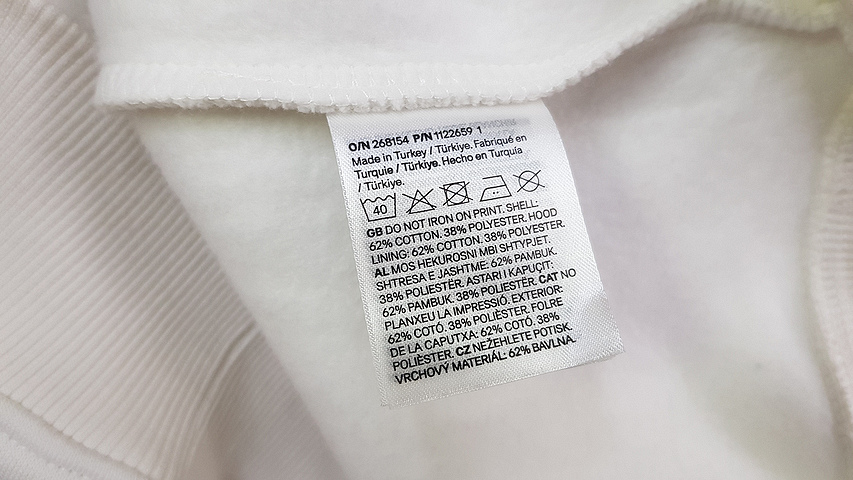 O/N 268154 P/N 1122659 1
Made in Turkey / Türkiye. Fabriqué en
Turquie / Türkiye. Hecho en Turquía
/ Türkiye.
40
GB DO NOT IRON ON PRINT. SHELL:
62% COTTON. 38% POLYESTER. HOOD
LINING: 62% COTTON. 38% POLYESTER.
AL MOS HEKUROSNI MBI SHTYPJET.
SHTRESA E JASHTME: 62% PAMBUK.
38% POLIESTËR. ASTARI I KAPUÇIT:
62% PAMBUK. 38% POLIESTËR. CAT NO
PLANXEU LA IMPRESSIÓ. EXTERIOR:
62% COTÓ. 38% POLIÈSTER. FOLRE
DE LA CAPUTXA: 62% COTÓ. 38%
POLIÈSTER. CZ NEŽEHLETE POTISK.
VRCHOVÝ MATERIÁL: 62% BAVLNA.